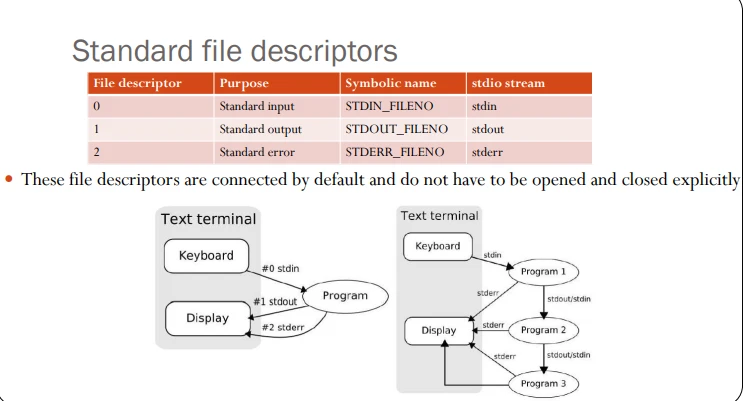 Standard file descriptors
File descriptor Purpose Symbolic name stdio stream
0 Standard input STDIN_FILENO stdin
1 Standard output STDOUT_FILENO stdout
2 Standard error STDERR_FILENO stderr
• These file descriptors are connected by default and do not have to be opened and closed explicitly
Text terminal
Keyboard
#0 stdin
Program
#1 stdout
Display
#2 stderr
Text terminal
Keyboard
stdin
Program 1
stderr
stdout/stdin
Display
stderr
Program 2
stderr
stdout/stdin
Program 3